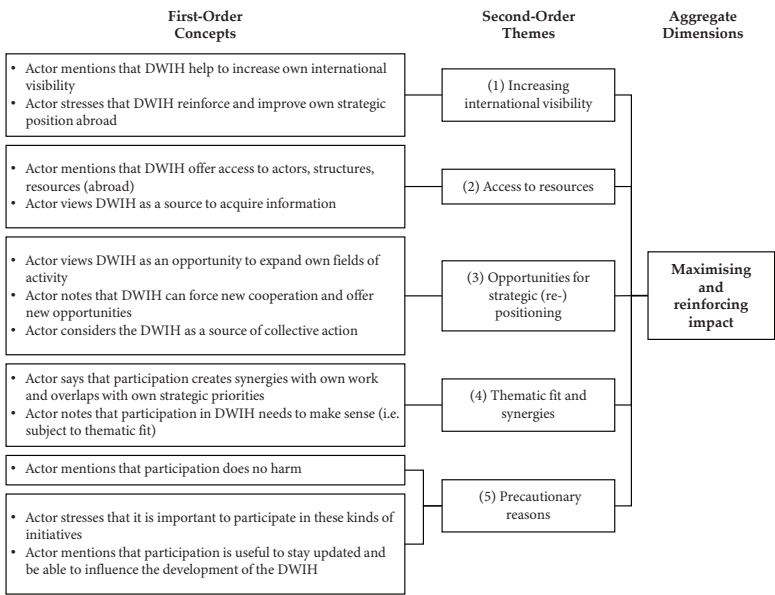 First-Order
Concepts
Second-Order
Themes
Aggregate
Dimensions
• Actor mentions that DWIH help to increase own international
visibility
• Actor stresses that DWIH reinforce and improve own strategic
position abroad
(1) Increasing
international visibility
• Actor mentions that DWIH offer access to actors, structures,
resources (abroad)
• Actor views DWIH as a source to acquire information
(2) Access to resources
• Actor views DWIH as an opportunity to expand own fields of
activity
• Actor notes that DWIH can force new cooperation and offer
new opportunities
• Actor considers the DWIH as a source of collective action
(3) Opportunities for
strategic (re-)
positioning
Maximising
and
reinforcing
impact
• Actor says that participation creates synergies with own work
and overlaps with own strategic priorities
• Actor notes that participation in DWIH needs to make sense (i.e.
subject to thematic fit)
(4) Thematic fit and
synergies
• Actor mentions that participation does no harm
• Actor stresses that it is important to participate in these kinds of
initiatives
• Actor mentions that participation is useful to stay updated and
be able to influence the development of the DWIH
(5) Precautionary
reasons